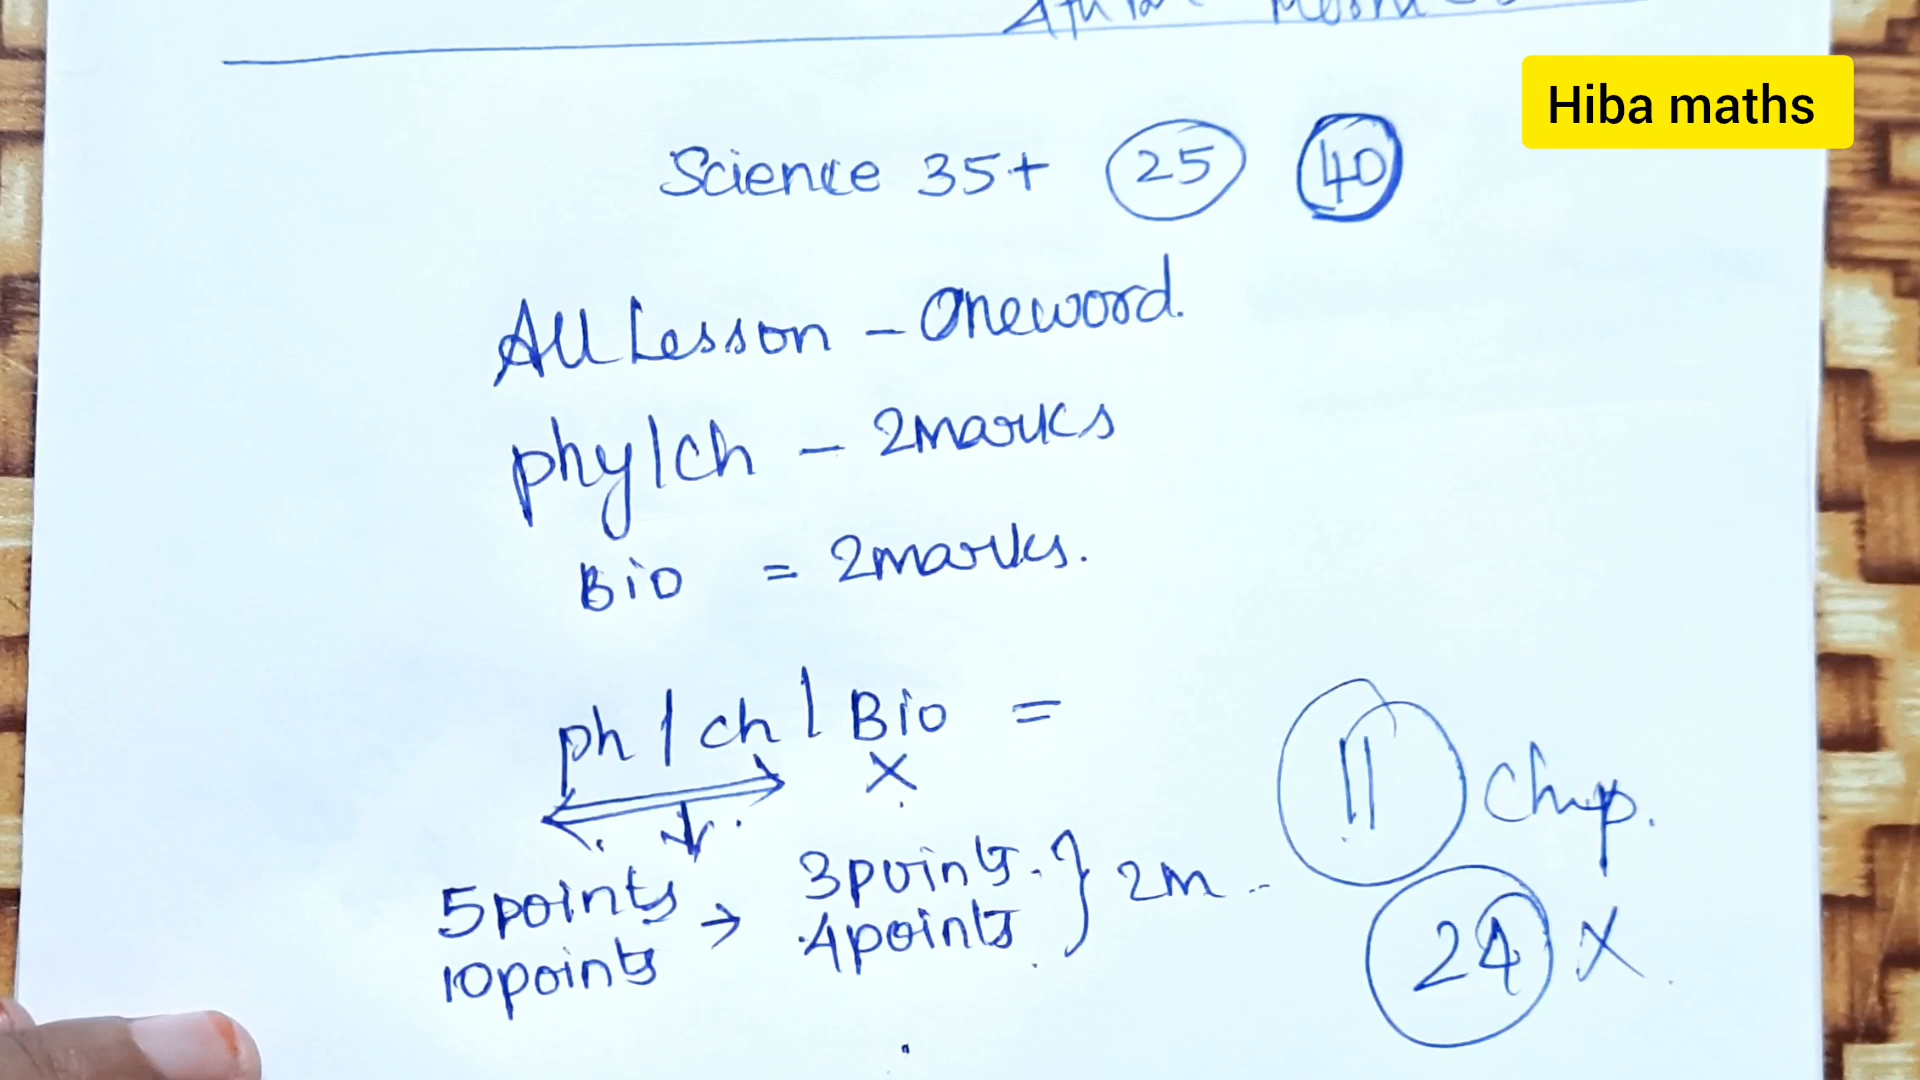 Hiba maths
Science 35+ 25 40
All Lesson - Oneword.
phy/ch - 2marks
Bio = 2marks.
ph / ch / Bio =
x
11 Chap.
5points → 3points. } 2m
10points 4points
24 x